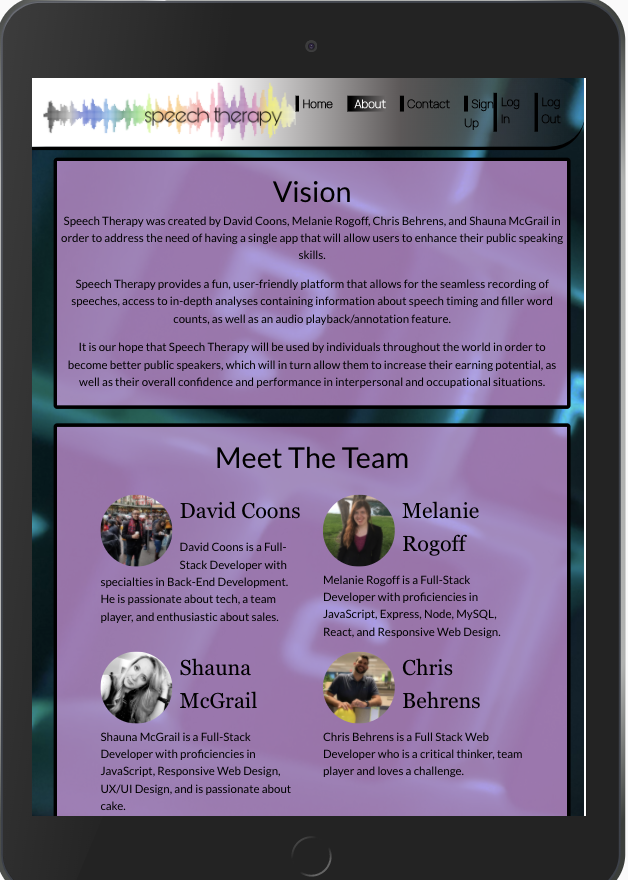 speech therapy
Home
About
Contact
Sign
Up
Log
In
Log
Out
Vision
Speech Therapy was created by David Coons, Melanie Rogoff, Chris Behrens, and Shauna McGrail in
order to address the need of having a single app that will allow users to enhance their public speaking
skills.
Speech Therapy provides a fun, user-friendly platform that allows for the seamless recording of
speeches, access to in-depth analyses containing information about speech timing and filler word
counts, as well as an audio playback/annotation feature.
It is our hope that Speech Therapy will be used by individuals throughout the world in order to
become better public speakers, which will in turn allow them to increase their earning potential, as
well as their overall confidence and performance in interpersonal and occupational situations.
Meet The Team
David Coons
David Coons is a Full-
Stack Developer with
specialties in Back-End Development.
He is passionate about tech, a team
player, and enthusiastic about sales.
Melanie
Rogoff
Melanie Rogoff is a Full-Stack
Developer with proficiencies in
JavaScript, Express, Node, MySQL,
React, and Responsive Web Design.
Shauna
McGrail
Shauna McGrail is a Full-Stack
Developer with proficiencies in
JavaScript, Responsive Web Design,
UX/UI Design, and is passionate about
cake.
Chris
Behrens
Chris Behrens is a Full Stack Web
Developer who is a critical thinker, team
player and loves a challenge.